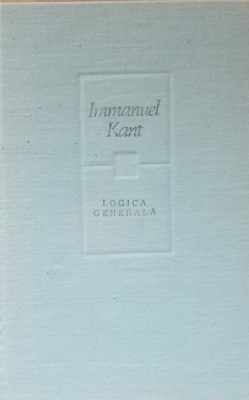 Immanuel
Kant
LOGICA
GENERALĂ